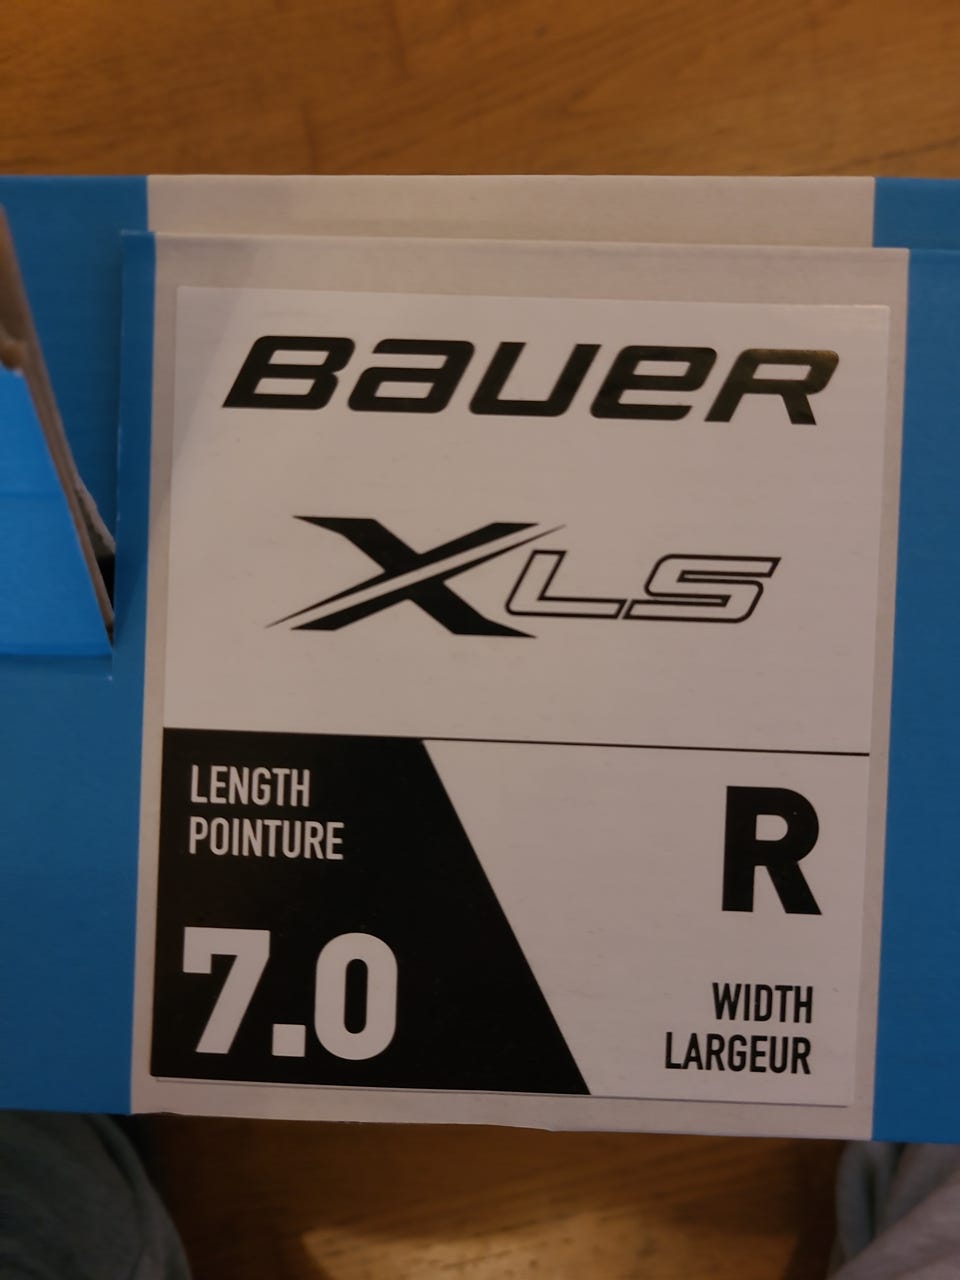 BAUER
XLS
LENGTH
POINTURE
7.0
R
WIDTH
LARGEUR